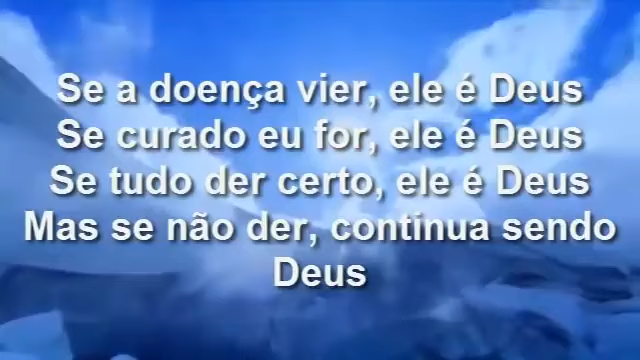 Se a doença vier, ele é Deus
Se curado eu for, ele é Deus
Se tudo der certo, ele é Deus
Mas se não der, continua sendo
Deus